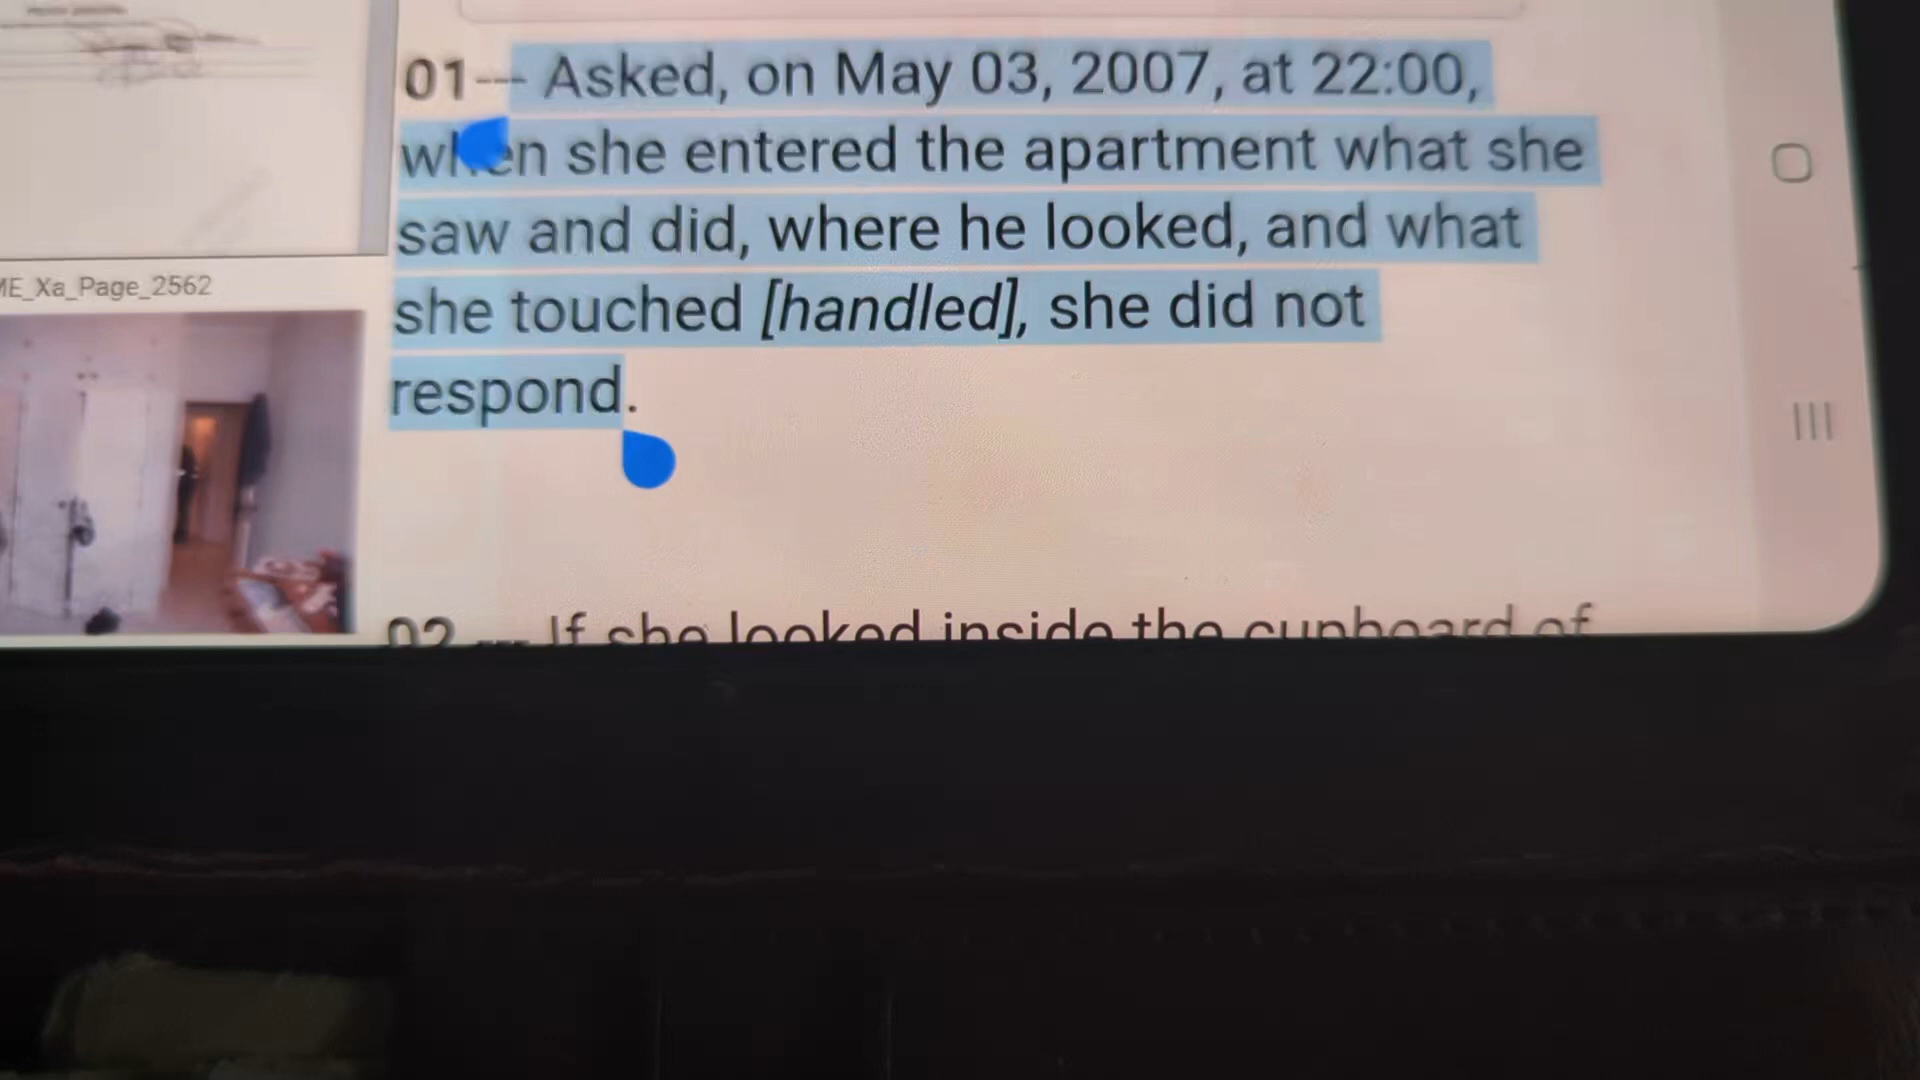 01--- Asked, on May 03, 2007, at 22:00,
when she entered the apartment what she
saw and did, where he looked, and what
she touched [handled], she did not
respond.
ME_Xa_Page_2562
02 --- If she looked inside the cupboard of